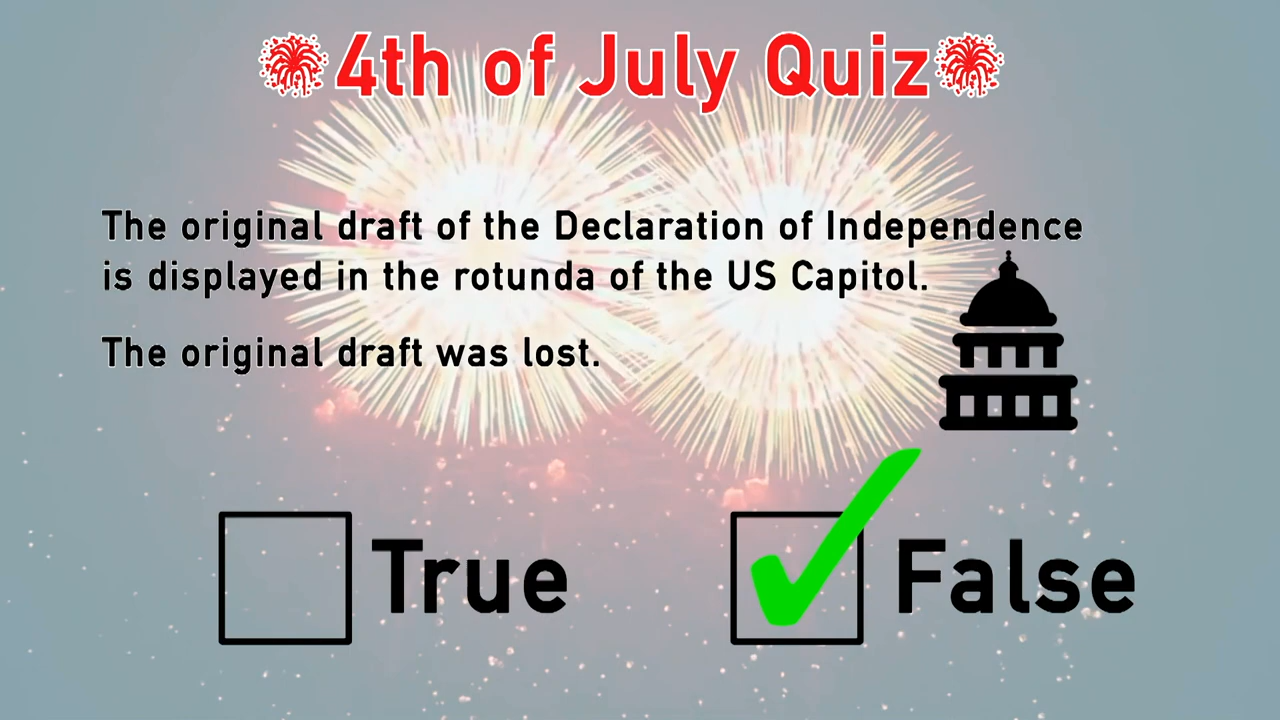 4th of July Quiz
The original draft of the Declaration of Independence
is displayed in the rotunda of the US Capitol.
The original draft was lost.
True
False